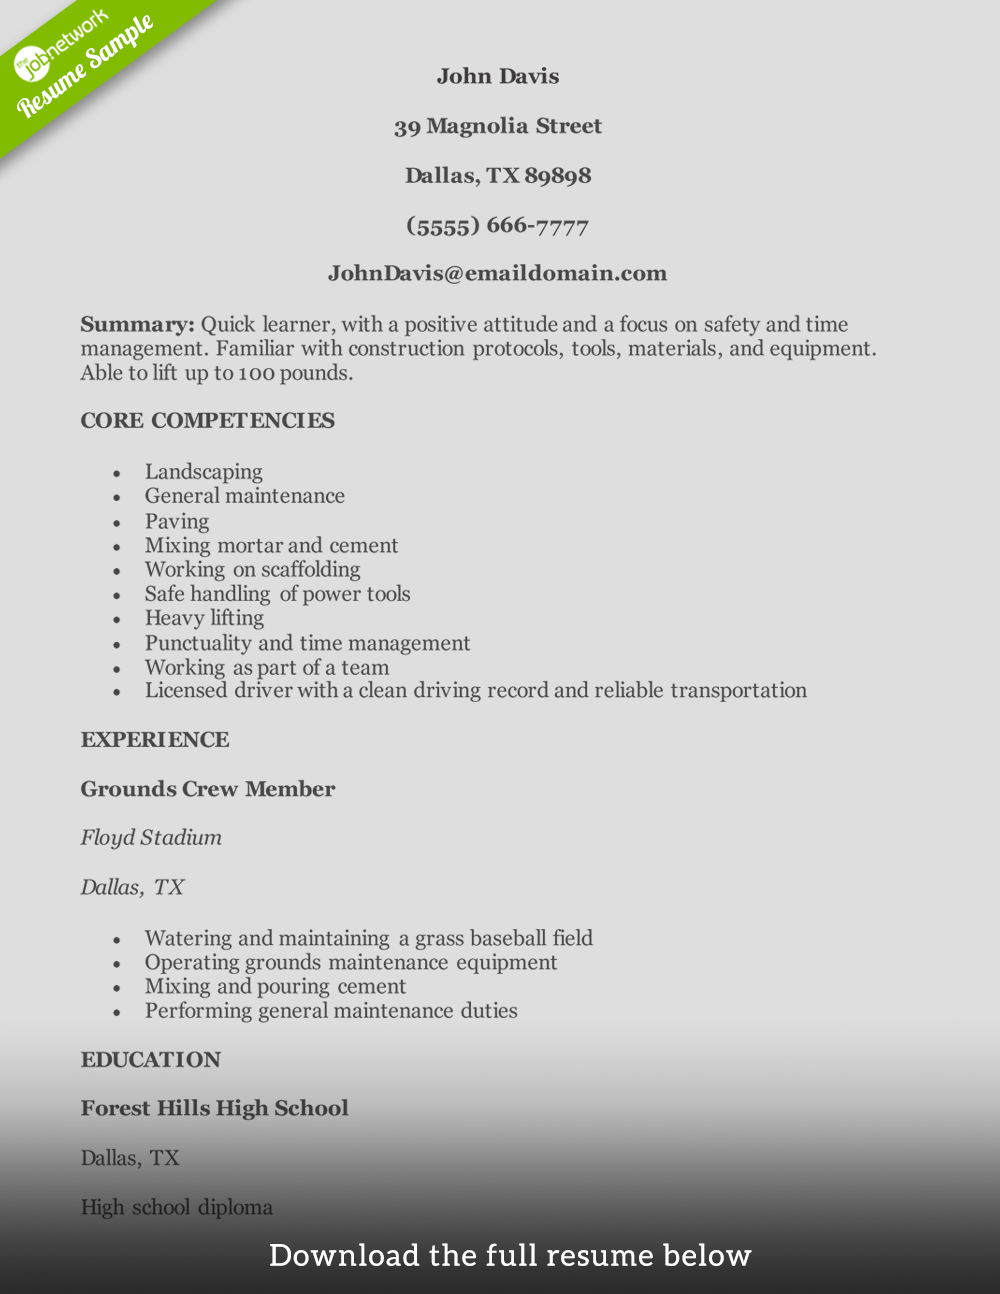 the
jobnetwork
Resume Sample
John Davis
39 Magnolia Street
Dallas, TX 89898
(5555) 666-7777
JohnDavis@emaildomain.com
Summary: Quick learner, with a positive attitude and a focus on safety and time
management. Familiar with construction protocols, tools, materials, and equipment.
Able to lift up to 100 pounds.
CORE COMPETENCIES
• Landscaping
• General maintenance
• Paving
• Mixing mortar and cement
• Working on scaffolding
• Safe handling of power tools
• Heavy lifting
• Punctuality and time management
• Working as part of a team
• Licensed driver with a clean driving record and reliable transportation
EXPERIENCE
Grounds Crew Member
Floyd Stadium
Dallas, TX
• Watering and maintaining a grass baseball field
• Operating grounds maintenance equipment
• Mixing and pouring cement
• Performing general maintenance duties
EDUCATION
Forest Hills High School
Dallas, TX
High school diploma
Download the full resume below